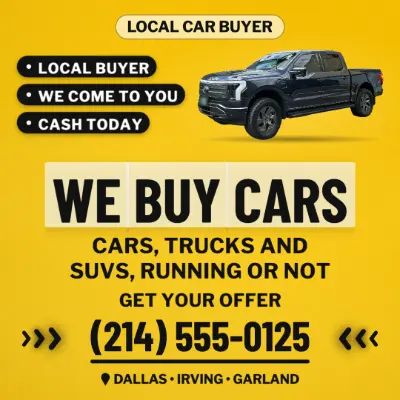 LOCAL CAR BUYER
• LOCAL BUYER
• WE COME TO YOU
• CASH TODAY
WE BUY CARS
CARS, TRUCKS AND
SUVS, RUNNING OR NOT
GET YOUR OFFER
(214) 555-0125
DALLAS • IRVING • GARLAND